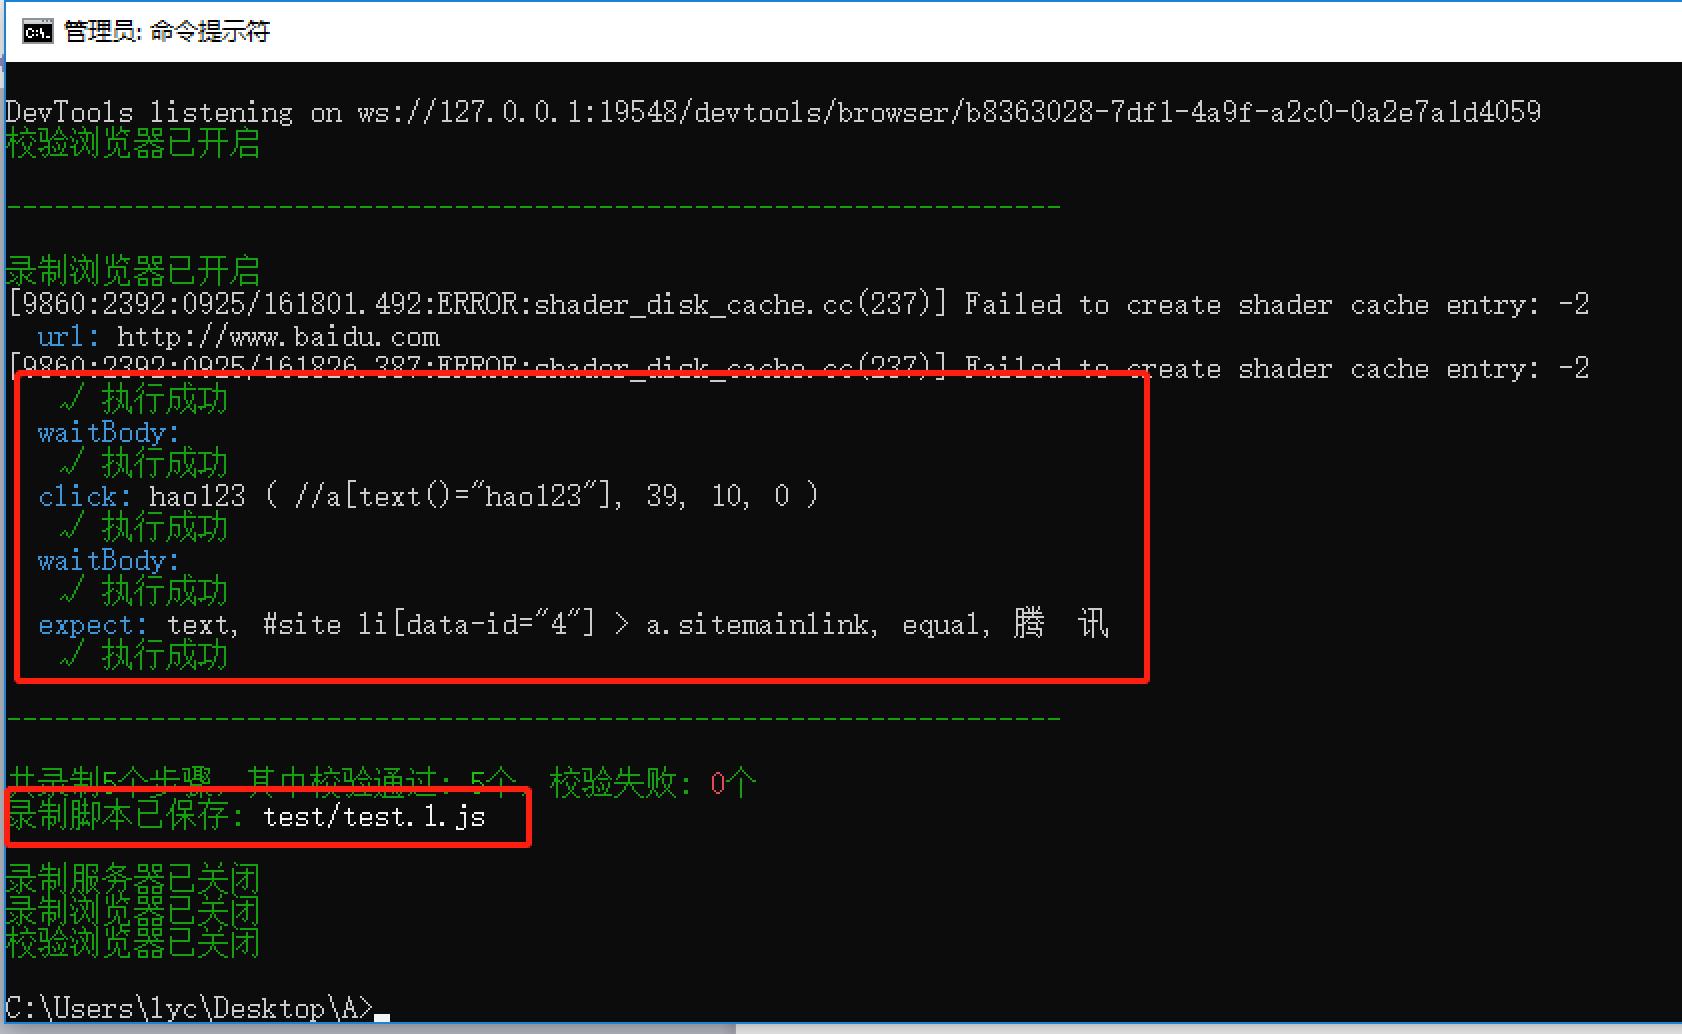 管理员: 命令提示符
DevTools listening on ws://127.0.0.1:19548/devtools/browser/b8363028-7df1-4a9f-a2c0-0a2e7a1d4059
校验浏览器已开启
------------------------------------------------------------------
录制浏览器已开启
[9860:2392:0925/161801.492:ERROR:shader_disk_cache.cc(237)] Failed to create shader cache entry: -2
url: http://www.baidu.com
[9860:2392:0925/161826.387:ERROR:shader_disk_cache.cc(237)] Failed to create shader cache entry: -2
√ 执行成功
waitBody:
√ 执行成功
click: hao123 ( //a[text()="hao123"], 39, 10, 0 )
√ 执行成功
waitBody:
√ 执行成功
expect: text, #site li[data-id="4"] > a.sitemainlink, equal, 腾  讯
√ 执行成功
------------------------------------------------------------------
共录制5个步骤, 其中校验通过: 5个, 校验失败: 0个
录制脚本已保存: test/test.1.js
录制服务器已关闭
录制浏览器已关闭
校验浏览器已关闭
C:\Users\lyc\Desktop\A>